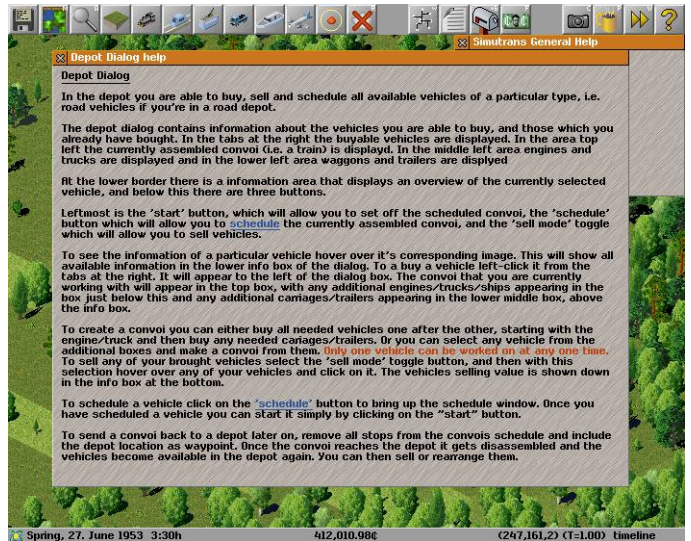 Simutrans General Help
Depot Dialog help
Depot Dialog
In the depot you are able to buy, sell and schedule all available vehicles of a particular type, i.e.
road vehicles if you're in a road depot.
The depot dialog contains information about the vehicles you are able to buy, and those which you
already have bought. In the tabs at the right the buyable vehicles are displayed. In the area top
left the currently assembled convoi (i.e. a train) is displayd. In the middle left area engines and
trucks are displayed and in the lower left area waggons and trailers are displyed
At the lower border there is a information area that displays an overview of the currently selected
vehicle, and below this there are three buttons.
Leftmost is the 'start' button, which will allow you to set off the scheduled convoi, the 'schedule'
button which will allow you to schedule the currently assembled convoi, and the 'sell mode' toggle
which will allow you to sell vehicles.
To see the information of a particular vehicle hover over it's corresponding image. This will show all
available information in the lower info box of the dialog. To a buy a vehicle left-click it from the
tabs at the right. It will appear to the left of the dialog box. The convoi that you are currently
working with will appear in the top box, with any additional engines/trucks/ships appearing in the
box just below this and any additional carriages/trailers appearing in the lower middle box, above
the info box.
To create a convoi you can either buy all needed vehicles one after the other, starting with the
engine/truck and then buy any needed cariages/trailers. Or you can select any vehicle from the
additional boxes and make a convoi from them. Only one vehicle can be worked on at any one time.
To sell any of your brought vehicles select the 'sell mode' toggle button, and then with this
selection hover over any of your vehicles and click on it. The vehicles selling value is shown down
in the info box at the bottom.
To schedule a vehicle click on the 'schedule' button to bring up the schedule window. Once you
have scheduled a vehicle you can start it simply by clicking on the "start" button.
To send a convoi back to a depot later on, remove all stops from the convois schedule and include
the depot location as waypoint. Once the convoi reaches the depot it gets disassembled and the
vehicles become available in the depot again. You can then sell or rearrange them.
Spring, 27. June 1953 3:30h 412,010.98¢ (247,161,2) (T=1.00) timeline